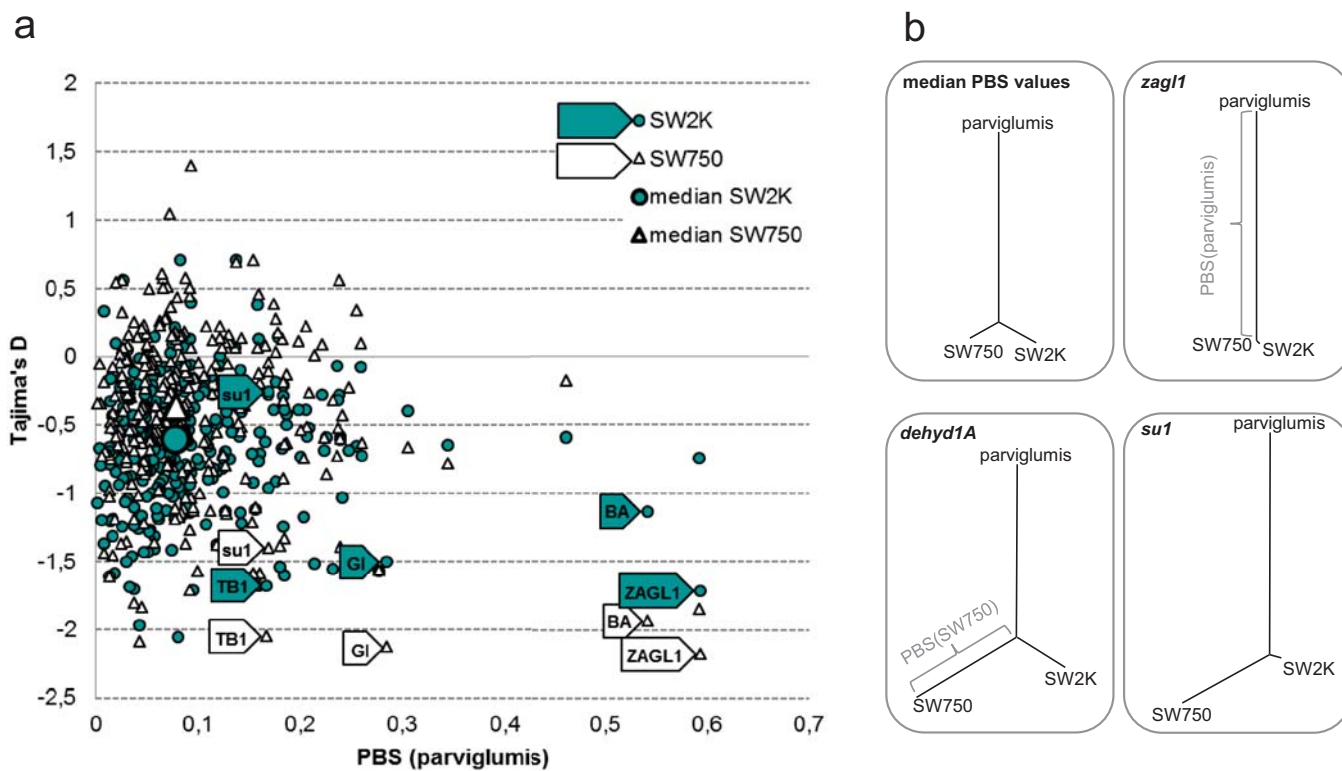 a
2
1,5
1
0,5
0
-0,5
-1
-1,5
-2
-2,5
Tajima's D
0 0,1 0,2 0,3 0,4 0,5 0,6 0,7
PBS (parviglumis)
SW2K
SW750
median SW2K
median SW750
su1
BA
su1
GI
TB1
ZAGL1
BA
TB1
GI
ZAGL1
b
median PBS values
parviglumis
SW750
SW2K
zagl1
parviglumis
PBS(parviglumis)
SW750
SW2K
dehyd1A
parviglumis
PBS(SW750)
SW2K
SW750
su1
parviglumis
SW2K
SW750